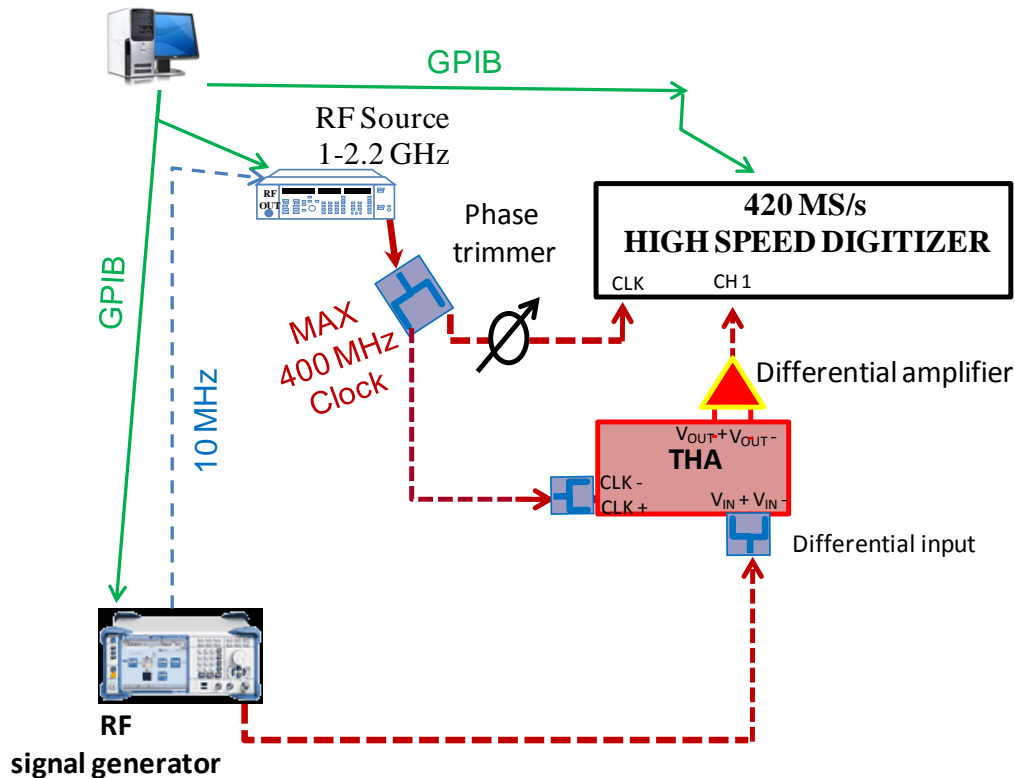 GPIB
RF Source
1-2.2 GHz
RF
OUT
Phase
trimmer
420 MS/s
HIGH SPEED DIGITIZER
CLK
CH 1
GPIB
MAX
400 MHz
Clock
10 MHz
Differential amplifier
VOUT+ VOUT-
THA
CLK -
CLK +
VIN + VIN -
Differential input
RF
signal generator